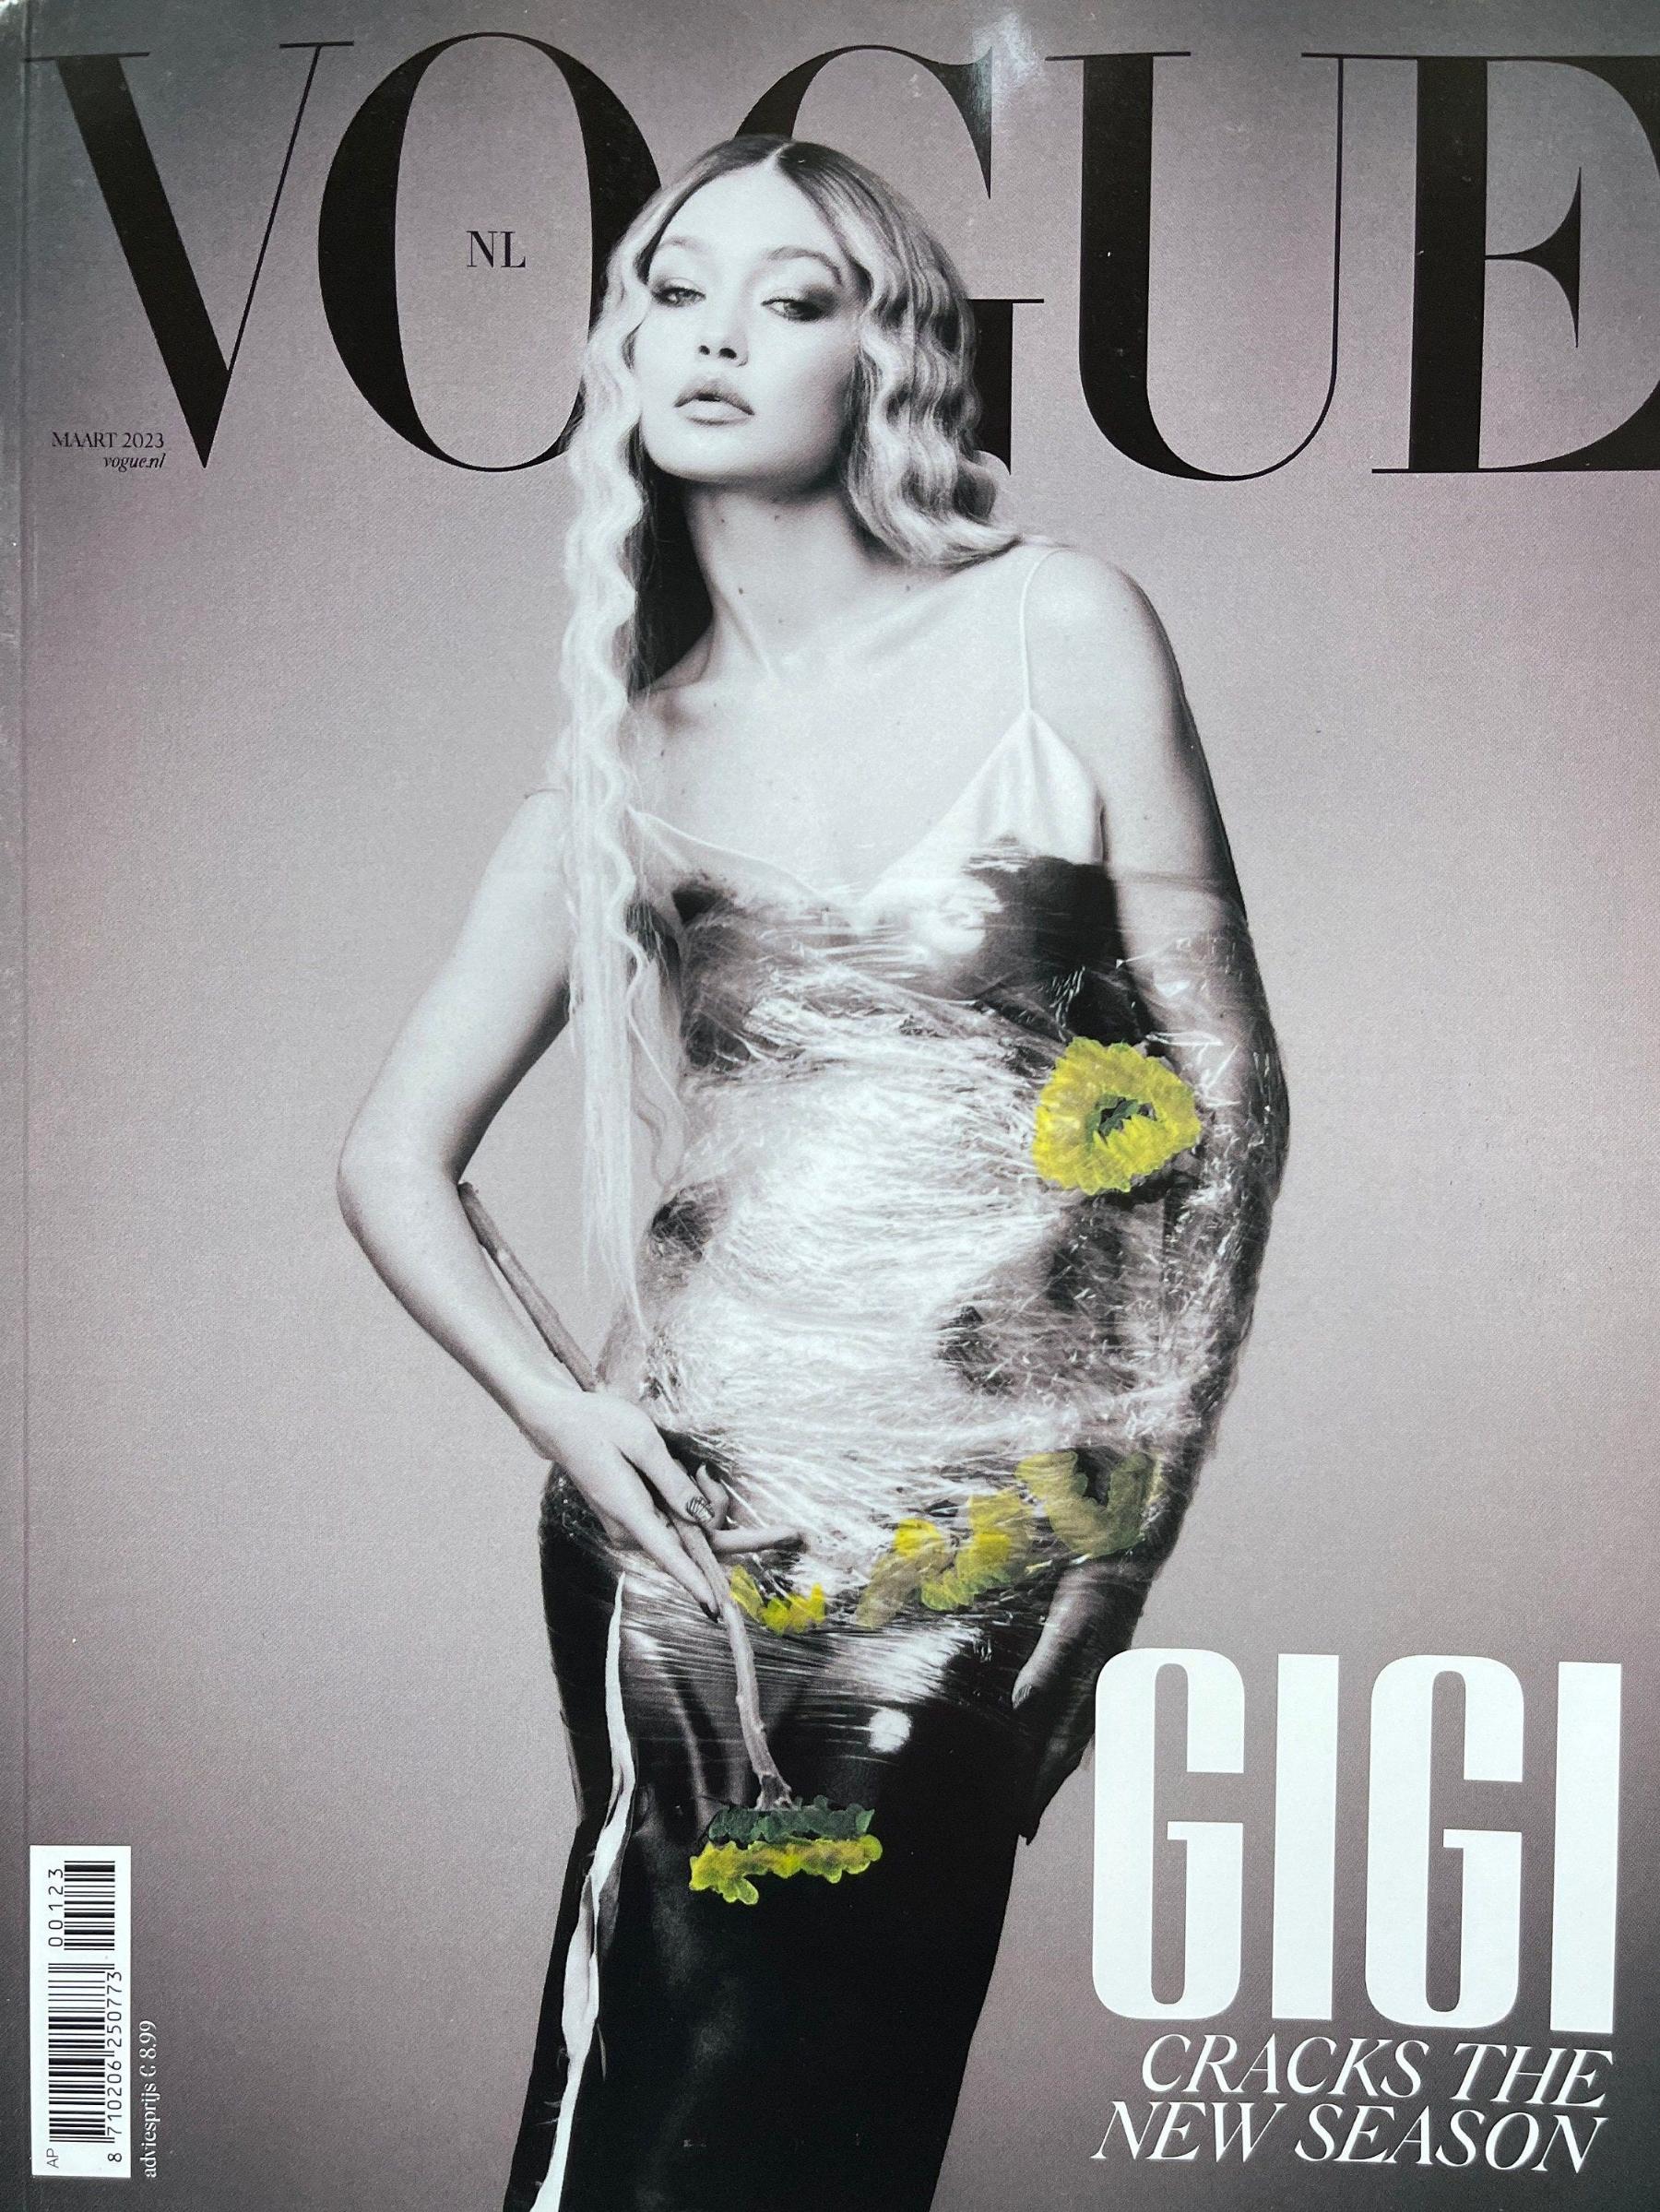 VOGUE
NL
MAART 2023
vogue.nl
GIGI
CRACKS THE
NEW SEASON
AP
8 710206 250773
00123
adviesprijs € 8.99